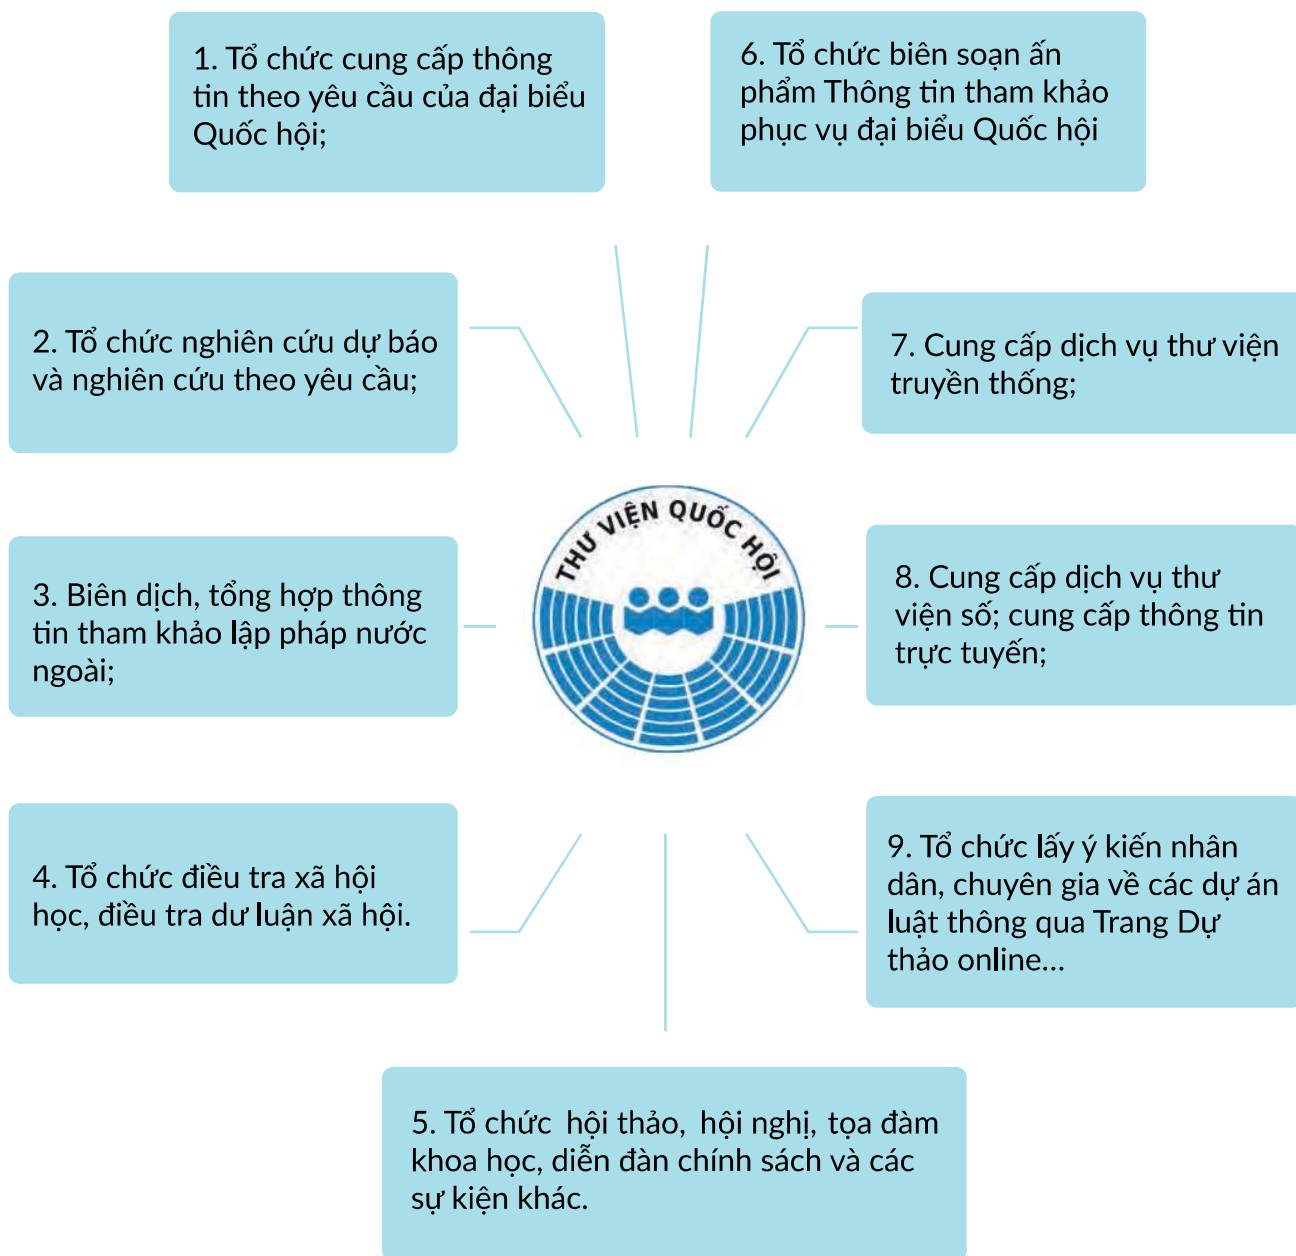 1. Tổ chức cung cấp thông
tin theo yêu cầu của đại biểu
Quốc hội;
6. Tổ chức biên soạn ấn
phẩm Thông tin tham khảo
phục vụ đại biểu Quốc hội
2. Tổ chức nghiên cứu dự báo
và nghiên cứu theo yêu cầu;
7. Cung cấp dịch vụ thư viện
truyền thống;
THƯ VIỆN QUỐC HỘI
3. Biên dịch, tổng hợp thông
tin tham khảo lập pháp nước
ngoài;
8. Cung cấp dịch vụ thư
viện số; cung cấp thông tin
trực tuyến;
4. Tổ chức điều tra xã hội
học, điều tra dư luận xã hội.
9. Tổ chức lấy ý kiến nhân
dân, chuyên gia về các dự án
luật thông qua Trang Dự
thảo online...
5. Tổ chức hội thảo, hội nghị, tọa đàm
khoa học, diễn đàn chính sách và các
sự kiện khác.